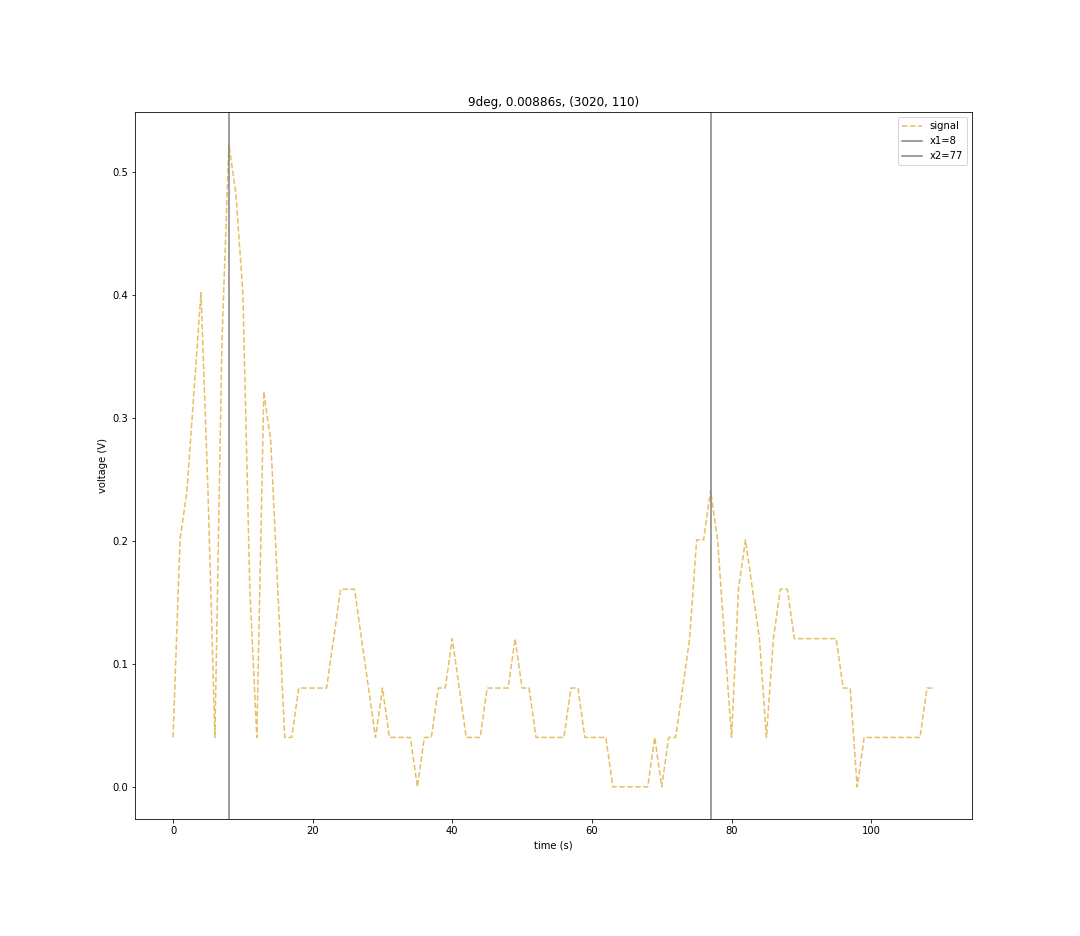 9deg, 0.00886s, (3020, 110)
signal
x1=8
x2=77
voltage (V)
0.5
0.4
0.3
0.2
0.1
0.0
0 20 40 60 80 100
time (s)